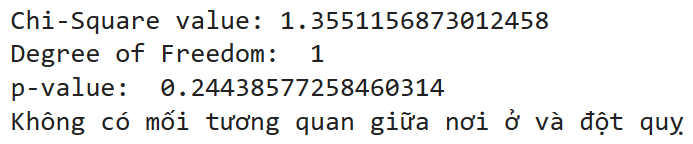 Chi-Square value: 1.3551156873012458
Degree of Freedom:  1
p-value:  0.24438577258460314
Không có mối tương quan giữa nơi ở và đột quỵ